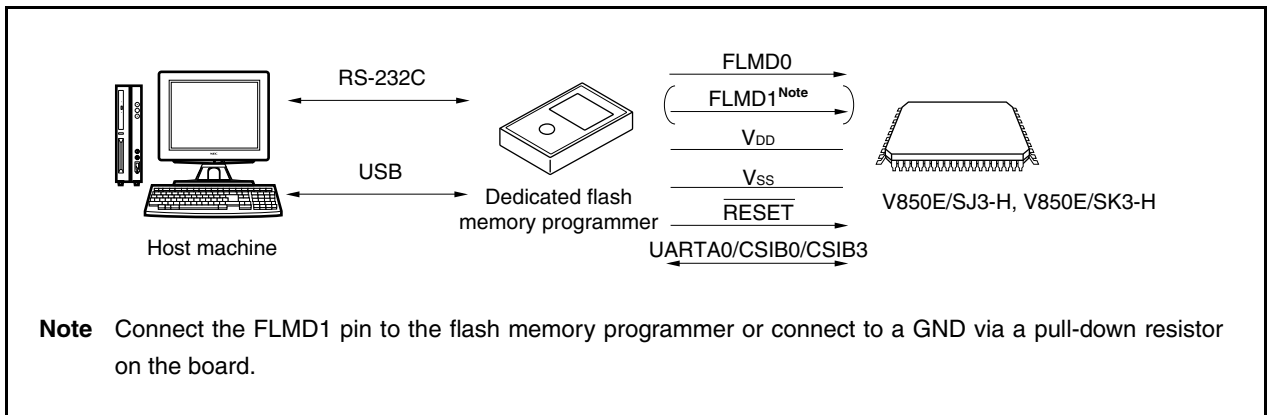 RS-232C
USB
Host machine
Dedicated flash
memory programmer
FLMD0
FLMD1Note
VDD
VSS
RESET
UARTA0/CSIB0/CSIB3
V850E/SJ3-H, V850E/SK3-H
Note Connect the FLMD1 pin to the flash memory programmer or connect to a GND via a pull-down resistor
on the board.